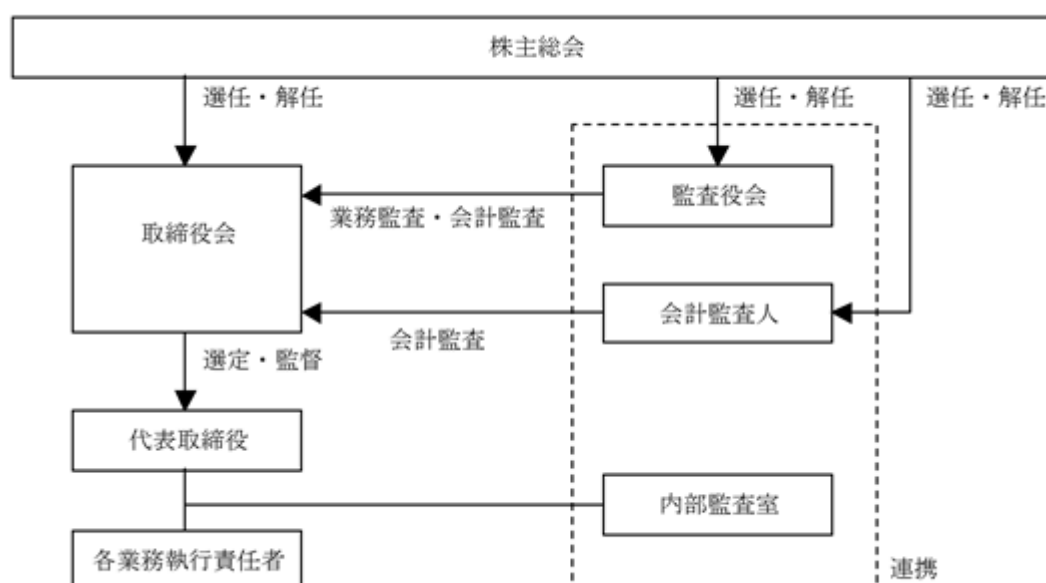 株主総会
選任・解任
選任・解任
選任・解任
監査役会
取締役会
業務監査・会計監査
会計監査人
会計監査
選定・監督
代表取締役
内部監査室
各業務執行責任者
連携